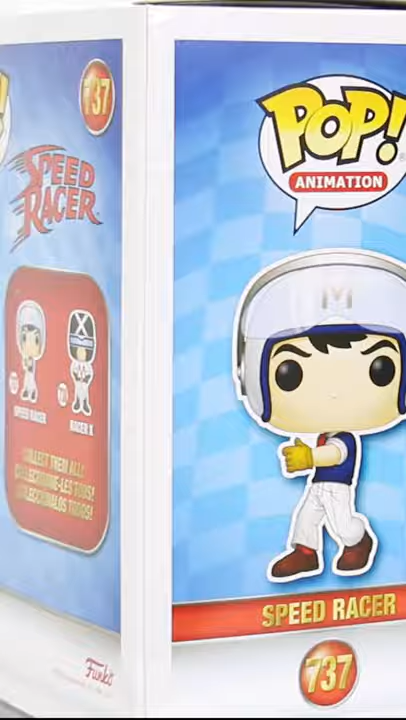 737
SPEED
RACER
SPEED RACER
RACER X
COLLECT THEM ALL!
COLLECTIONNE-LES TOUS!
¡COLECCIÓNALOS TODOS!
Funko
POP!
ANIMATION
M
SPEED RACER
737